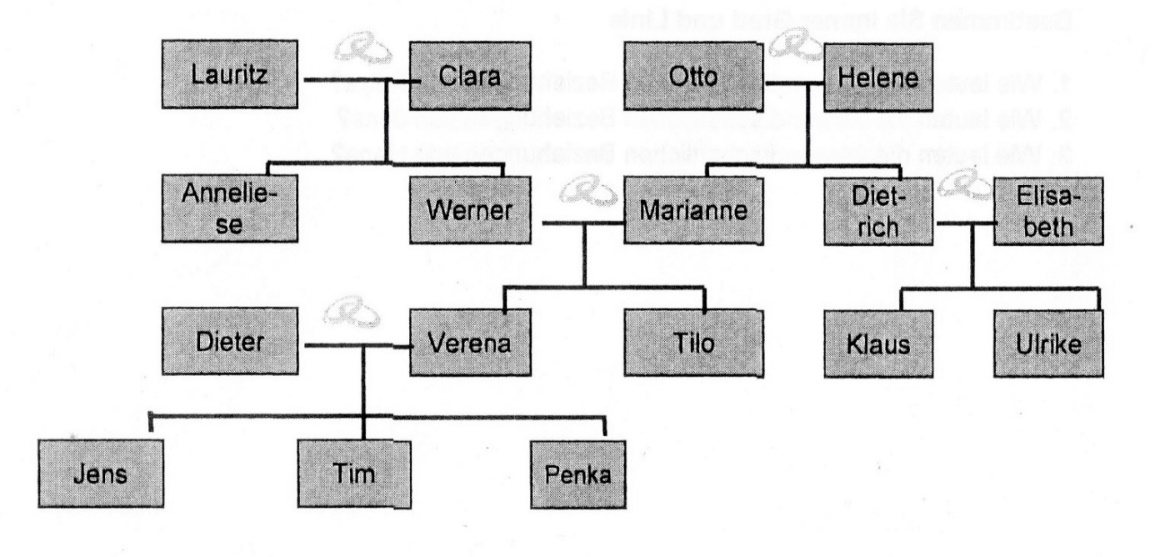 Lauritz
Clara
Otto
Helene
Annelie-
se
Werner
Marianne
Diet-
rich
Elisa-
beth
Dieter
Verena
Tilo
Klaus
Ulrike
Jens
Tim
Penka